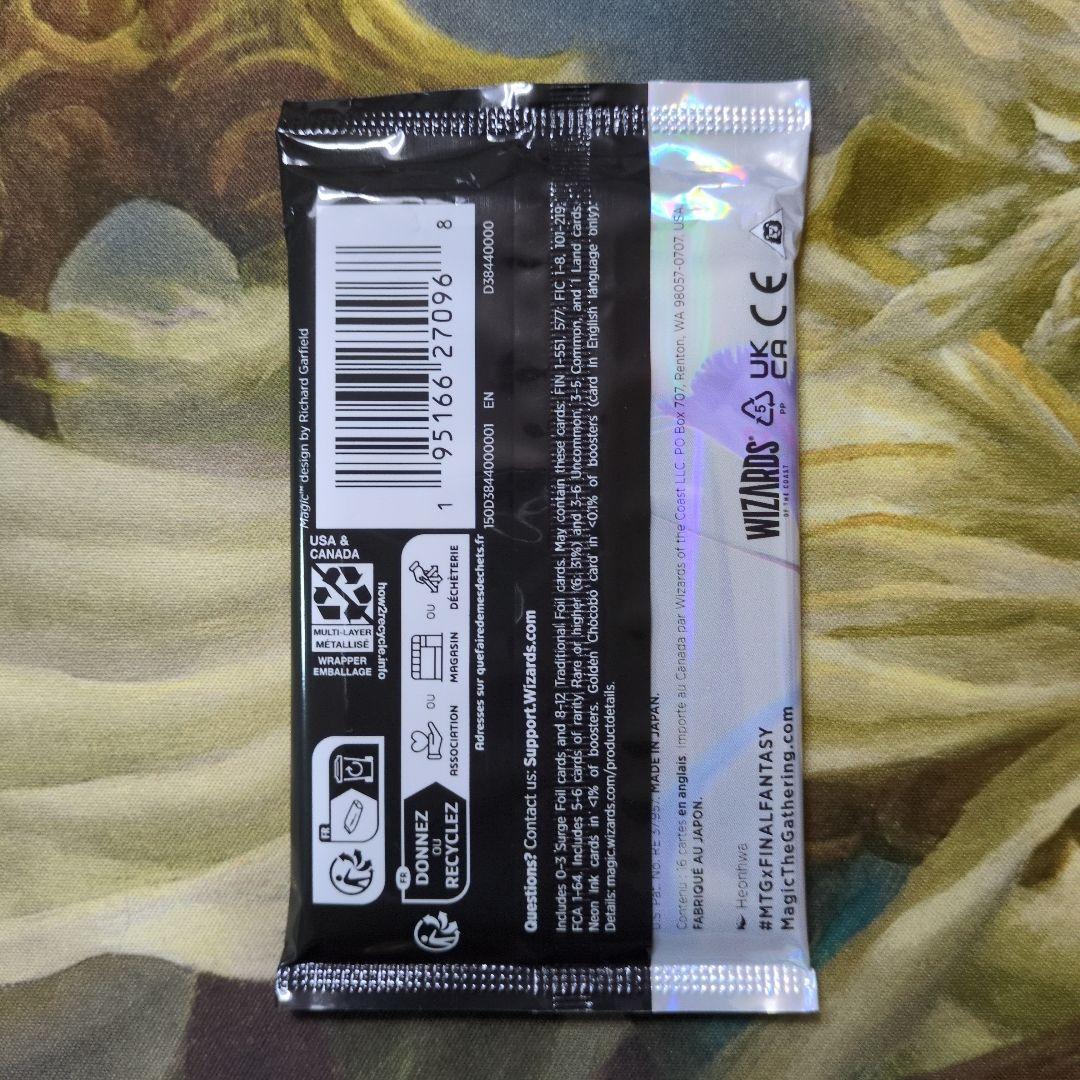 Magic™ design by Richard Garfield
1 95166 27096 8
150D3844000001 EN D38440000
USA &
CANADA
MULTI-LAYER
MÉTALLISÉ
WRAPPER
EMBALLAGE
how2recycle.info
FR
FR
DONNEZ
OU
RECYCLEZ
ASSOCIATION
OU
MAGASIN
OU
DÉCHÈTERIE
Adresses sur quefairedemesdechets.fr
Questions? Contact us: Support.Wizards.com
Includes 0-3 Surge Foil cards and 8-12 Traditional Foil cards. May contain these cards: FIN 1-551, 577; FIC 1-8, 101-219;
FCA 1-64. Includes 5-6 cards of rarity Rare or higher (6: 31%) and 3-6 Uncommon, 3-5 Common, and 1 Land cards.
Neon Ink cards in <1% of boosters. Golden Chocobo card in <0.1% of boosters (card in English language only).
Details: magic.wizards.com/productdetails.
US Pat. No. RE 37957. MADE IN JAPAN.
Contenu : 16 cartes en anglais. Importé au Canada par Wizards of the Coast LLC, PO Box 707, Renton, WA 98057-0707, USA.
FABRIQUÉ AU JAPON.
Heonhwa
#MTGxFINALFANTASY
MagicTheGathering.com
WIZARDS®
OF THE COAST
5
PP
UK
CA
CE